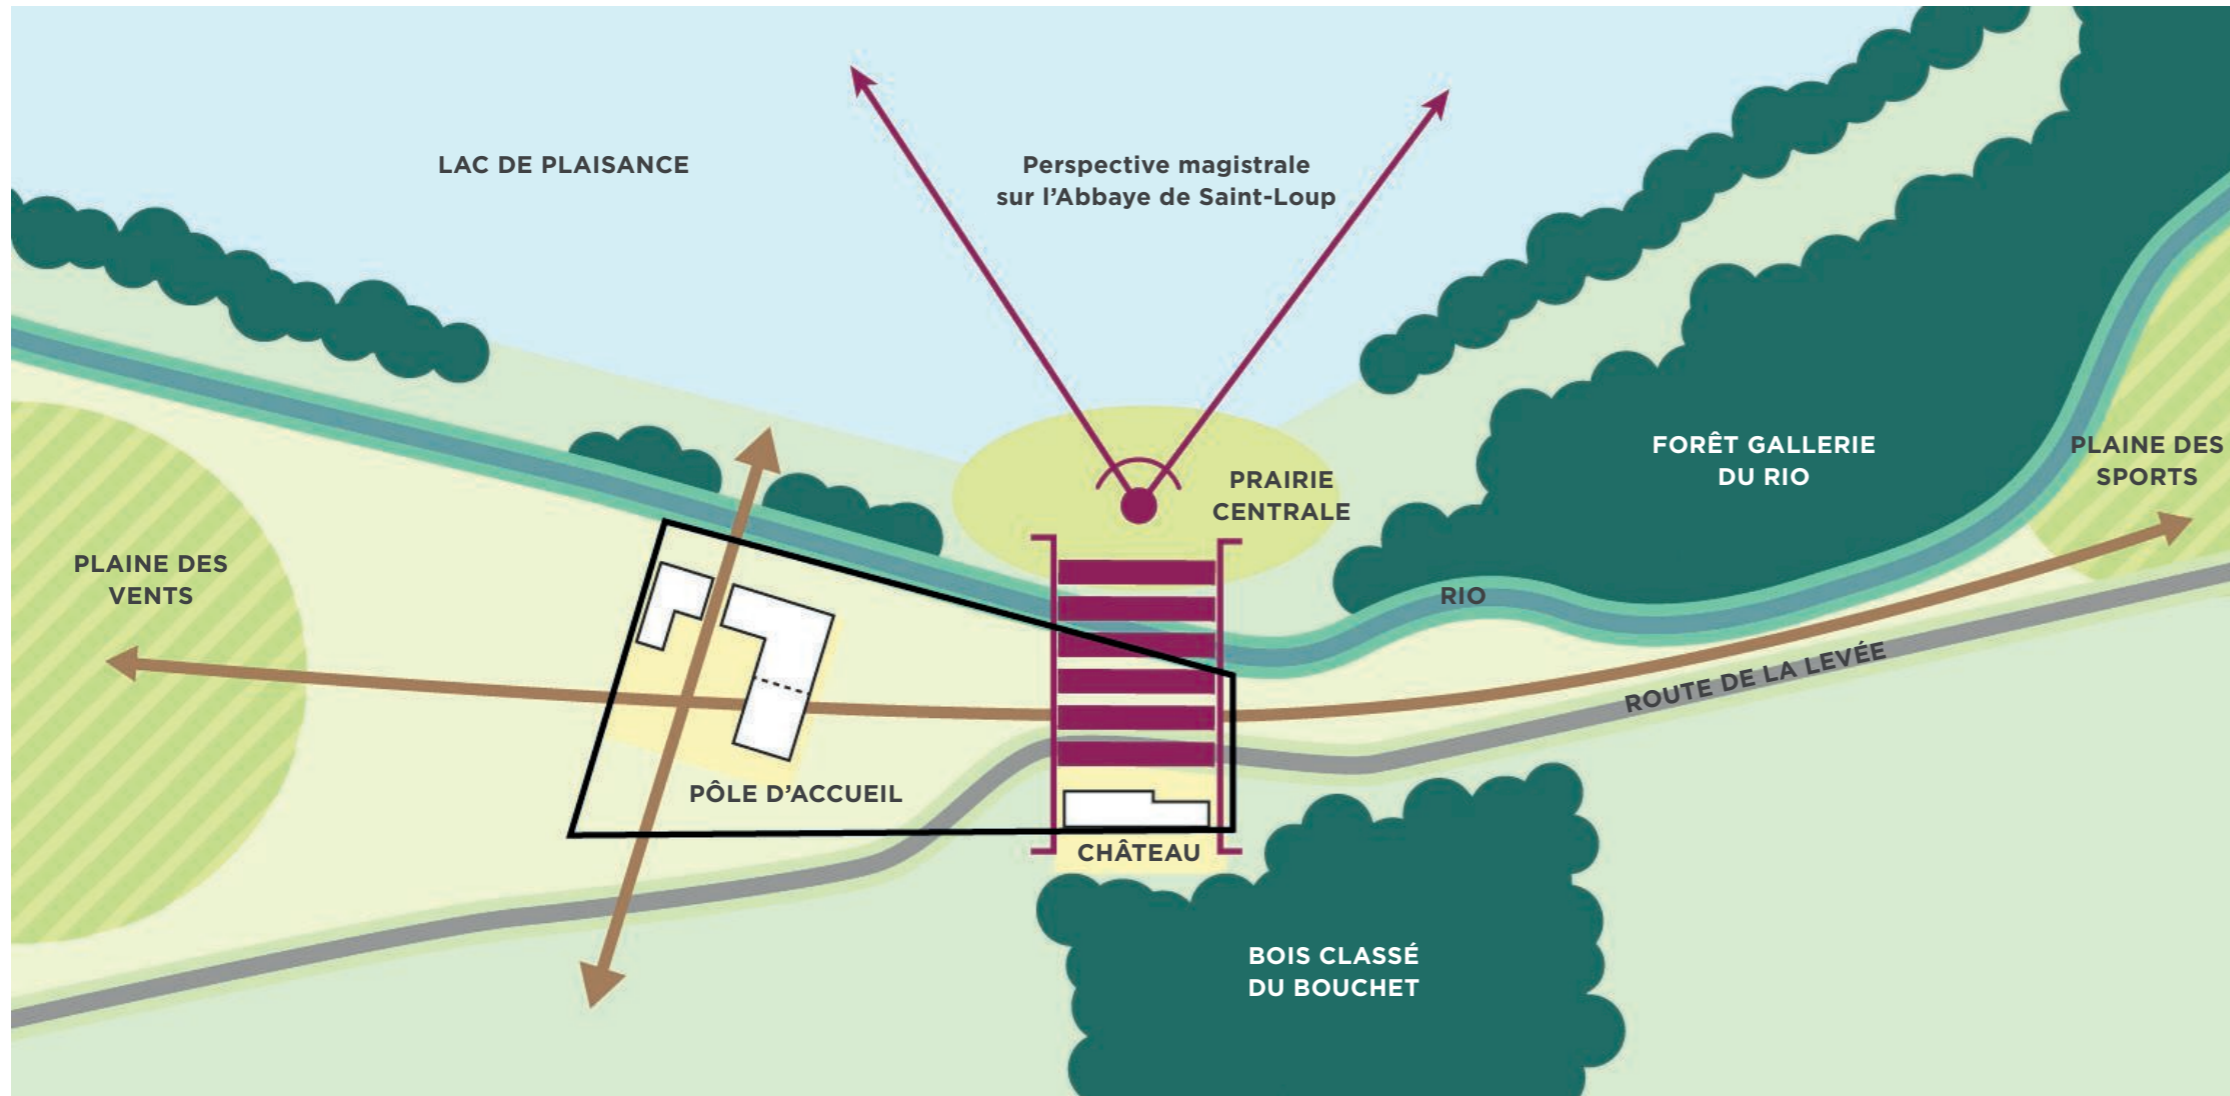 LAC DE PLAISANCE
Perspective magistrale
sur l’Abbaye de Saint-Loup
FORÊT GALLERIE
DU RIO
PLAINE DES
SPORTS
PRAIRIE
CENTRALE
PLAINE DES
VENTS
RIO
ROUTE DE LA LEVÉE
PÔLE D’ACCUEIL
CHÂTEAU
BOIS CLASSÉ
DU BOUCHET